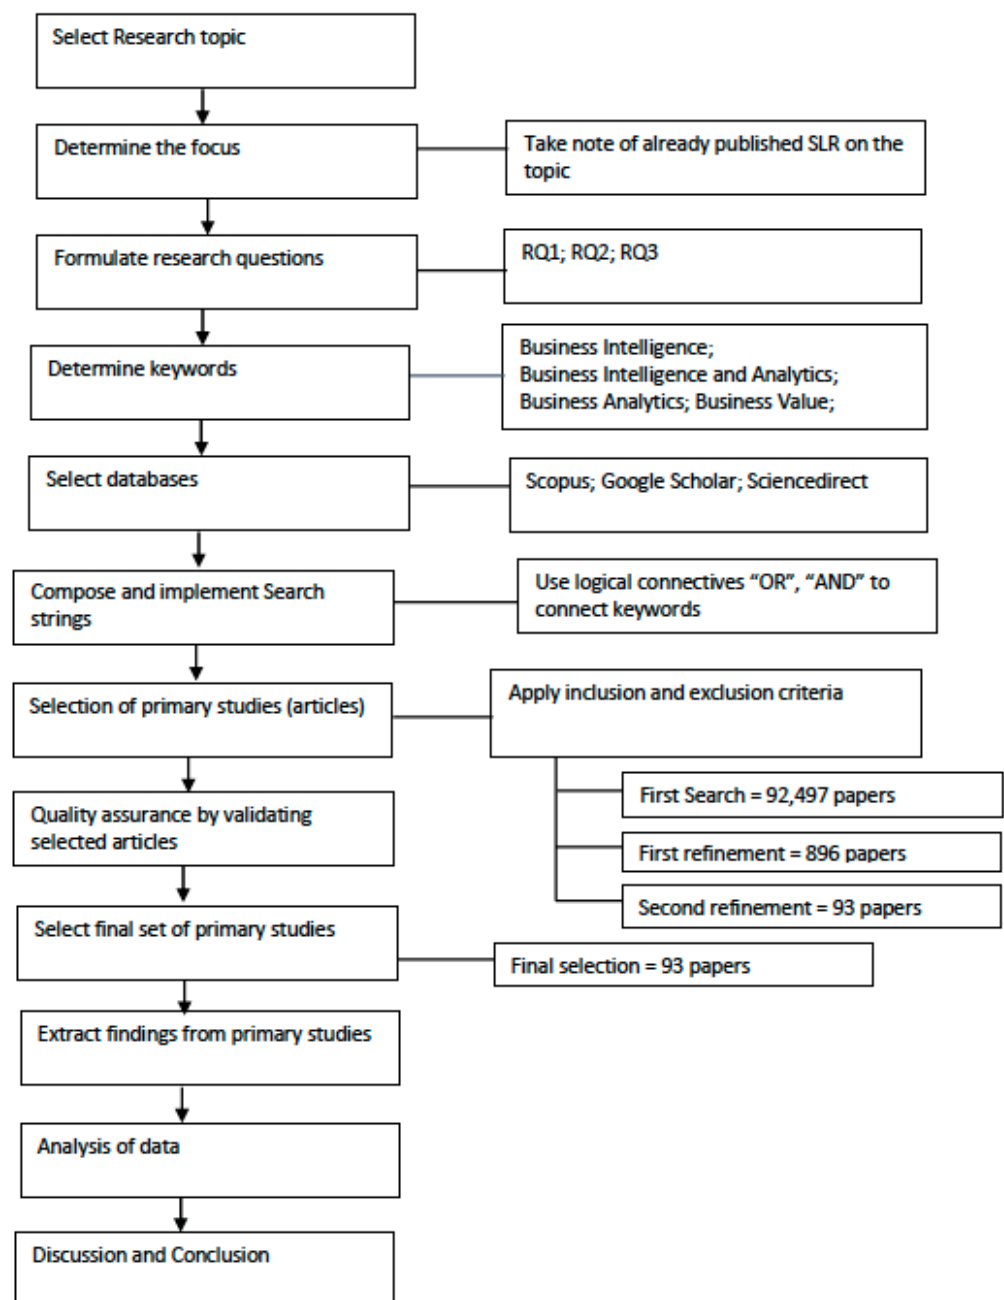 Select Research topic
Determine the focus
Take note of already published SLR on the
topic
Formulate research questions
RQ1; RQ2; RQ3
Determine keywords
Business Intelligence;
Business Intelligence and Analytics;
Business Analytics; Business Value;
Select databases
Scopus; Google Scholar; Sciencedirect
Compose and implement Search
strings
Use logical connectives “OR”, “AND” to
connect keywords
Selection of primary studies (articles)
Apply inclusion and exclusion criteria
First Search = 92,497 papers
First refinement = 896 papers
Second refinement = 93 papers
Quality assurance by validating
selected articles
Select final set of primary studies
Final selection = 93 papers
Extract findings from primary studies
Analysis of data
Discussion and Conclusion